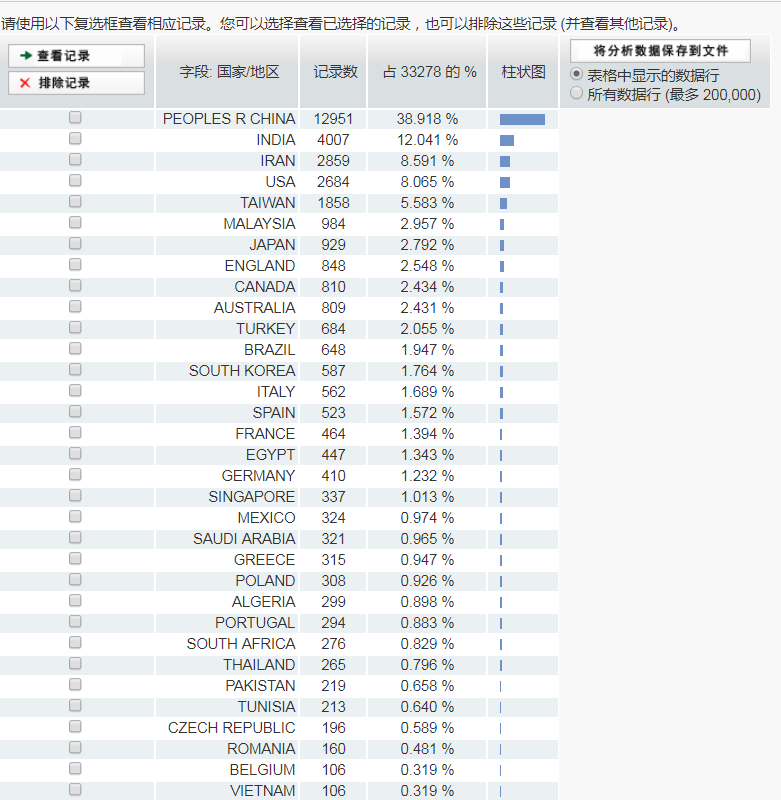 请使用以下复选框查看相应记录。您可以选择查看已选择的记录，也可以排除这些记录 (并查看其他记录)。
查看记录
排除记录
字段: 国家/地区 记录数 占 33278 的 % 柱状图
将分析数据保存到文件
表格中显示的数据行
所有数据行 (最多 200,000)
PEOPLES R CHINA 12951 38.918 %
INDIA 4007 12.041 %
IRAN 2859 8.591 %
USA 2684 8.065 %
TAIWAN 1858 5.583 %
MALAYSIA 984 2.957 %
JAPAN 929 2.792 %
ENGLAND 848 2.548 %
CANADA 810 2.434 %
AUSTRALIA 809 2.431 %
TURKEY 684 2.055 %
BRAZIL 648 1.947 %
SOUTH KOREA 587 1.764 %
ITALY 562 1.689 %
SPAIN 523 1.572 %
FRANCE 464 1.394 %
EGYPT 447 1.343 %
GERMANY 410 1.232 %
SINGAPORE 337 1.013 %
MEXICO 324 0.974 %
SAUDI ARABIA 321 0.965 %
GREECE 315 0.947 %
POLAND 308 0.926 %
ALGERIA 299 0.898 %
PORTUGAL 294 0.883 %
SOUTH AFRICA 276 0.829 %
THAILAND 265 0.796 %
PAKISTAN 219 0.658 %
TUNISIA 213 0.640 %
CZECH REPUBLIC 196 0.589 %
ROMANIA 160 0.481 %
BELGIUM 106 0.319 %
VIETNAM 106 0.319 %